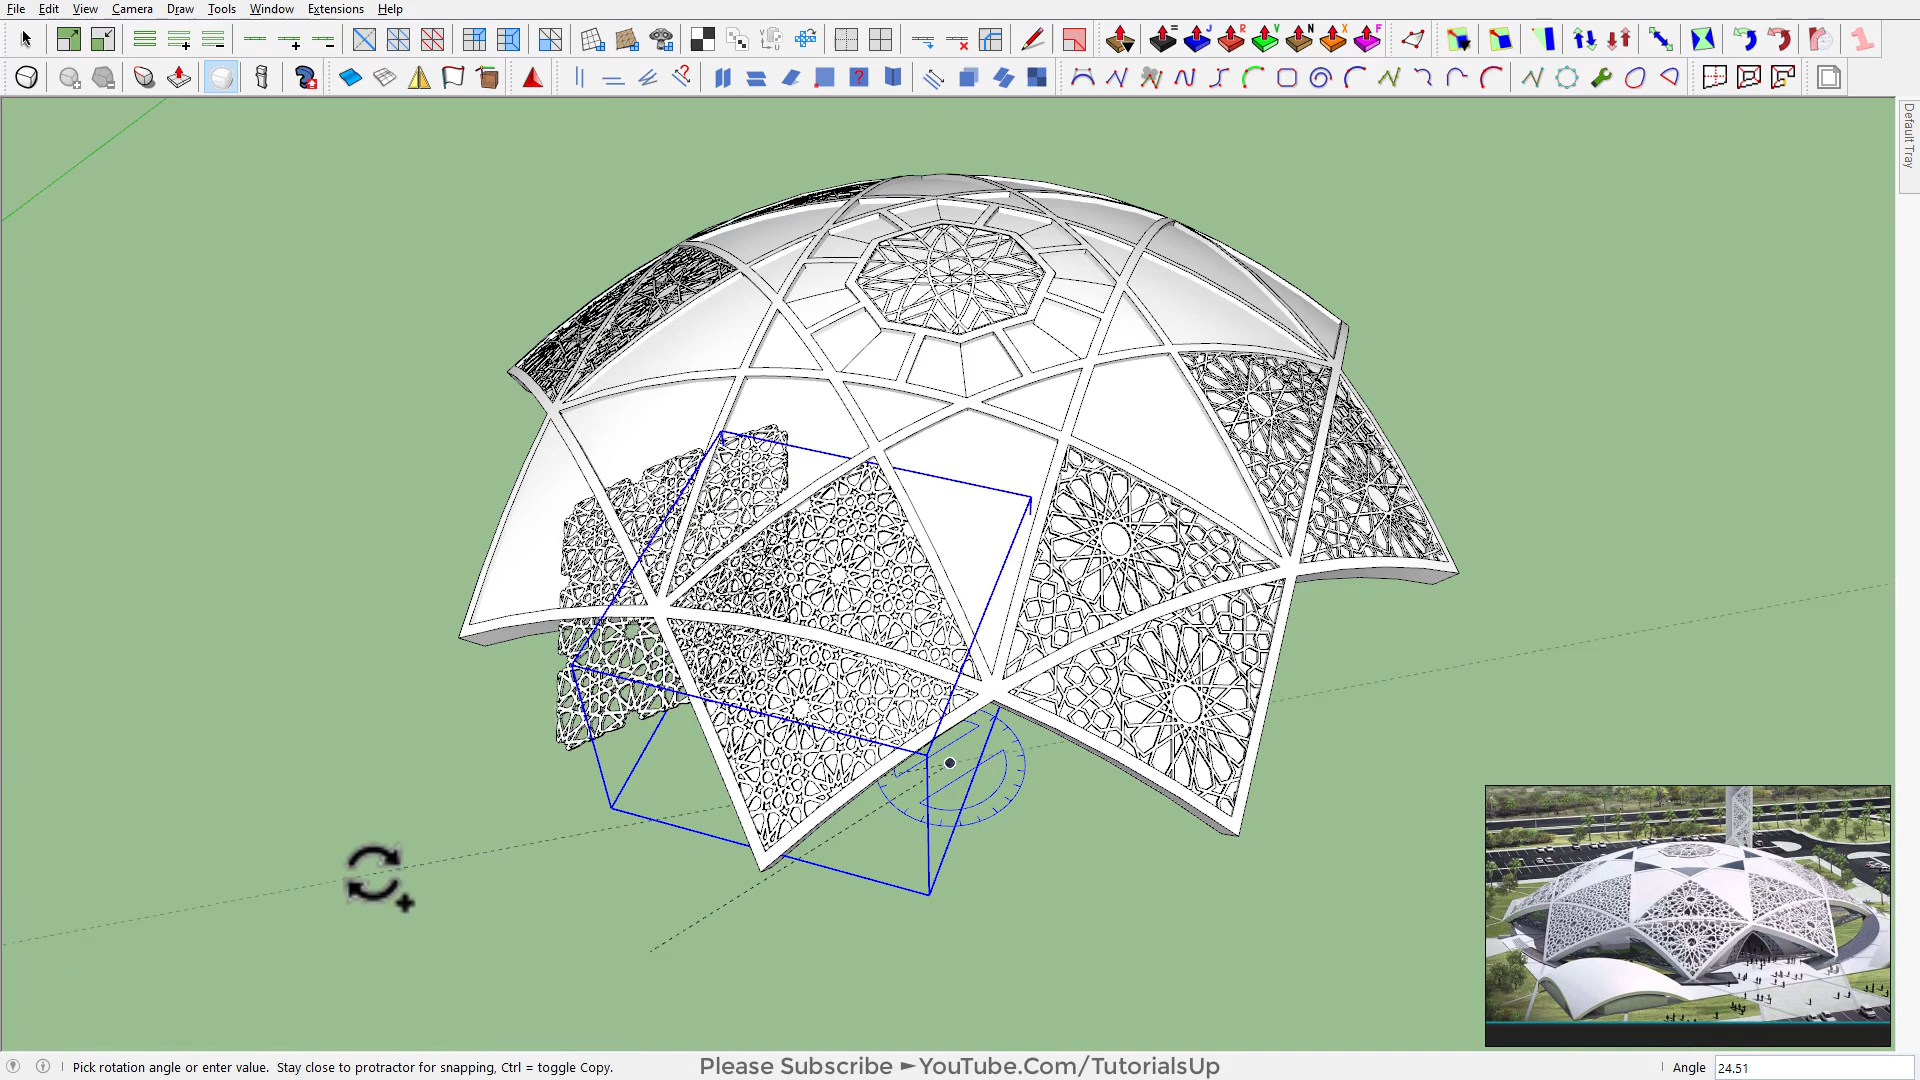 File Edit View Camera Draw Tools Window Extensions Help
Default Tray
Pick rotation angle or enter value. Stay close to protractor for snapping, Ctrl = toggle Copy.
Please Subscribe ►YouTube.Com/TutorialsUp
Angle 24.51